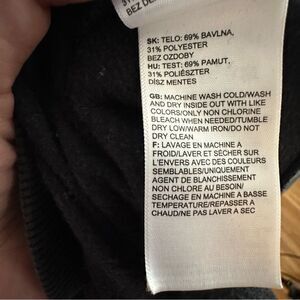 BEZ
SK: TELO: 69% BAVLNA,
31% POLYESTER
BEZ OZDOBY
HU: TEST: 69% PAMUT,
31% POLIÉSZTER
DÍSZ MENTES
GB: MACHINE WASH COLD/WASH
AND DRY INSIDE OUT WITH LIKE
COLORS/ONLY NON CHLORINE
BLEACH WHEN NEEDED/TUMBLE
DRY LOW/WARM IRON/DO NOT
DRY CLEAN
F: LAVAGE EN MACHINE A
FROID/LAVER ET SÉCHER SUR
L'ENVERS AVEC DES COULEURS
SEMBLABLES/UNIQUEMENT
AGENT DE BLANCHISSEMENT
NON CHLORE AU BESOIN/
SECHAGE EN MACHINE A BASSE
TEMPERATURE/REPASSER A
CHAUD/NE PAS LAVER A SEC